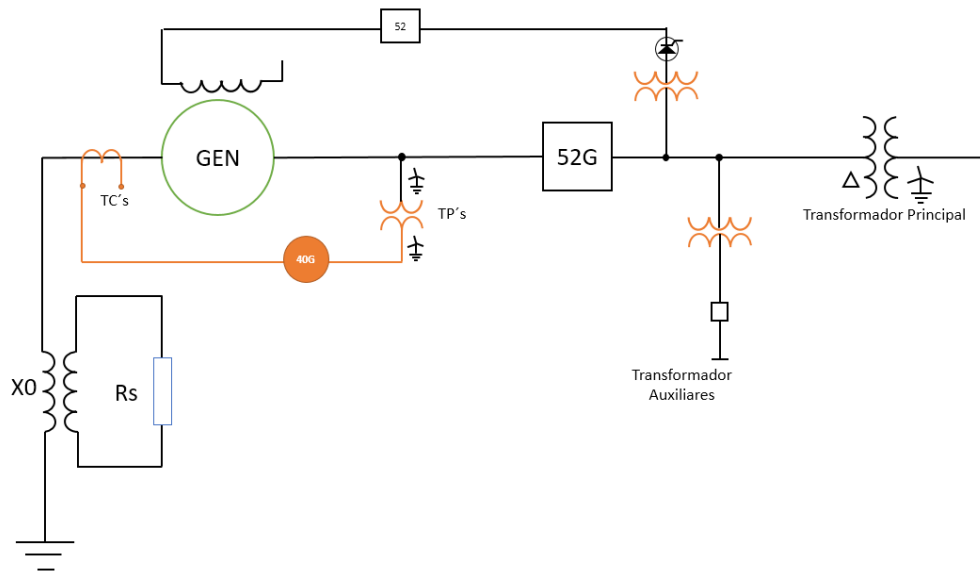 52
GEN
52G
TC´s
TP´s
40G
Transformador Principal
X0
Rs
Transformador
Auxiliares